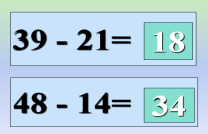 39 - 21= 18
48 - 14= 34